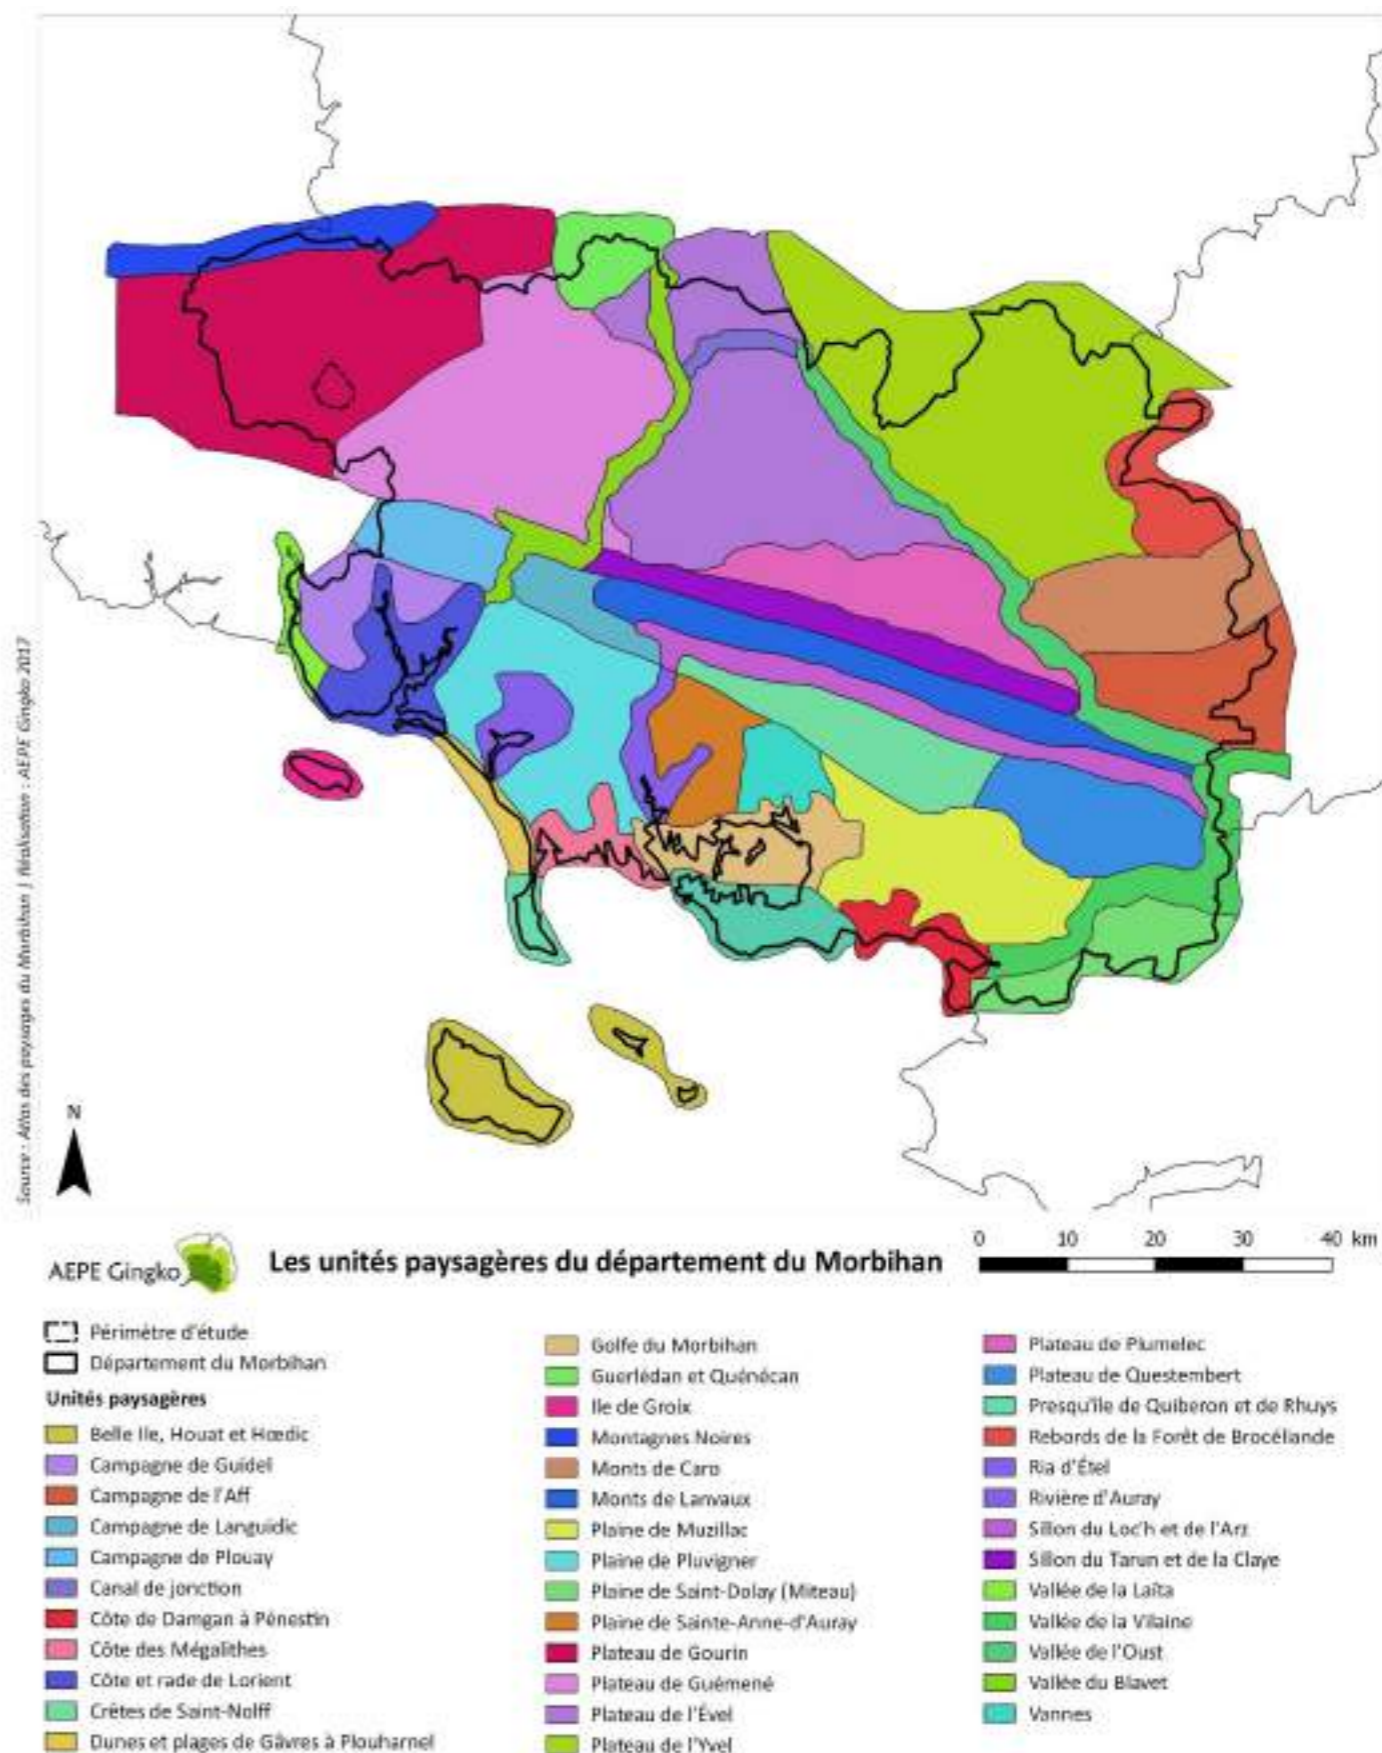 Source : Atlas des paysages du Morbihan | Réalisation : AEPE Gingko 2017
N
AEPE Gingko
Les unités paysagères du département du Morbihan
0 10 20 30 40 km
Périmètre d'étude
Département du Morbihan
Unités paysagères
Belle Ile, Houat et Hœdic
Campagne de Guidel
Campagne de l'Aff
Campagne de Languidic
Campagne de Plouay
Canal de jonction
Côte de Damgan à Pénestin
Côte des Mégalithes
Côte et rade de Lorient
Crêtes de Saint-Nolff
Dunes et plages de Gâvres à Plouharnel
Golfe du Morbihan
Guerlédan et Quénécan
Ile de Groix
Montagnes Noires
Monts de Caro
Monts de Lanvaux
Plaine de Muzillac
Plaine de Pluvigner
Plaine de Saint-Dolay (Miteau)
Plaine de Sainte-Anne-d'Auray
Plateau de Gourin
Plateau de Guémené
Plateau de l'Ével
Plateau de l'Yvel
Plateau de Plumelec
Plateau de Questembert
Presqu'île de Quiberon et de Rhuys
Rebords de la Forêt de Brocéliande
Ria d'Étel
Rivière d'Auray
Sillon du Loc'h et de l'Arz
Sillon du Tarun et de la Claye
Vallée de la Laïta
Vallée de la Vilaine
Vallée de l'Oust
Vallée du Blavet
Vannes